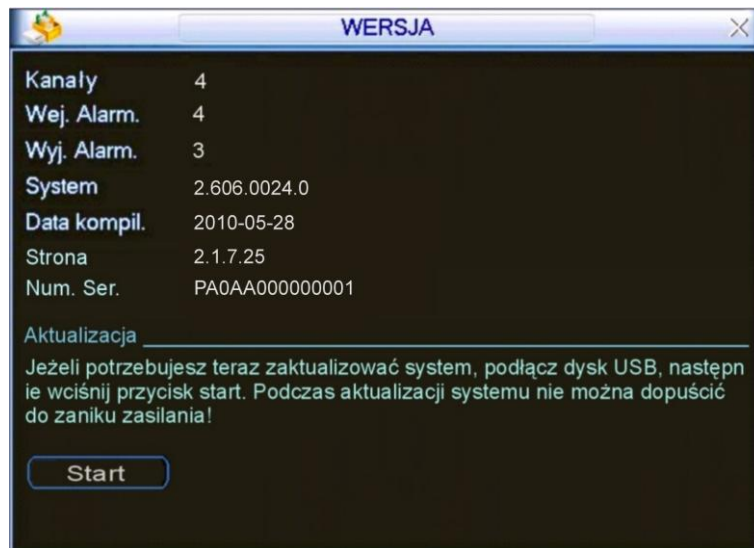 WERSJA
Kanały 4
Wej. Alarm. 4
Wyj. Alarm. 3
System 2.606.0024.0
Data kompil. 2010-05-28
Strona 2.1.7.25
Num. Ser. PA0AA000000001
Aktualizacja
Jeżeli potrzebujesz teraz zaktualizować system, podłącz dysk USB, następn
ie wciśnij przycisk start. Podczas aktualizacji systemu nie można dopuścić
do zaniku zasilania!
Start